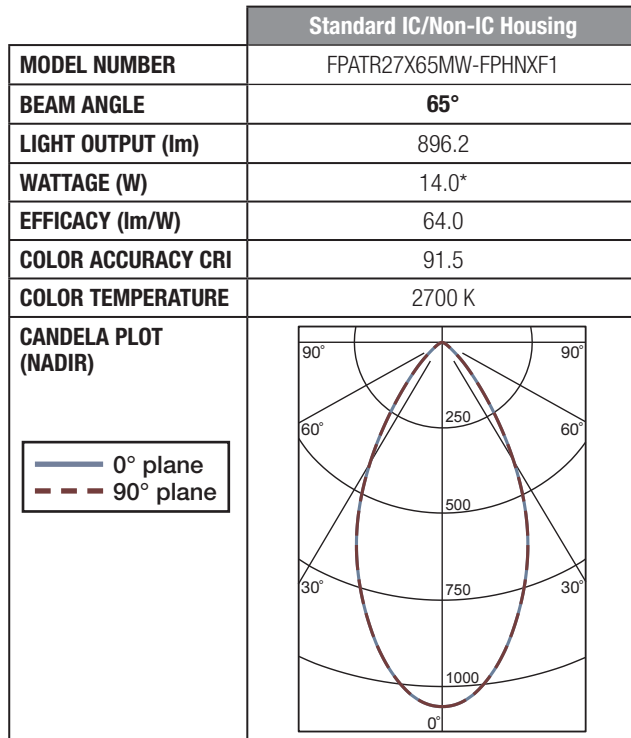 Standard IC/Non-IC Housing
MODEL NUMBER FPATR27X65MW-FPHNXF1
BEAM ANGLE 65°
LIGHT OUTPUT (lm) 896.2
WATTAGE (W) 14.0*
EFFICACY (lm/W) 64.0
COLOR ACCURACY CRI 91.5
COLOR TEMPERATURE 2700 K
CANDELA PLOT
(NADIR)
0° plane
90° plane
90° 90°
250
60° 60°
500
30° 750 30°
1000
0°